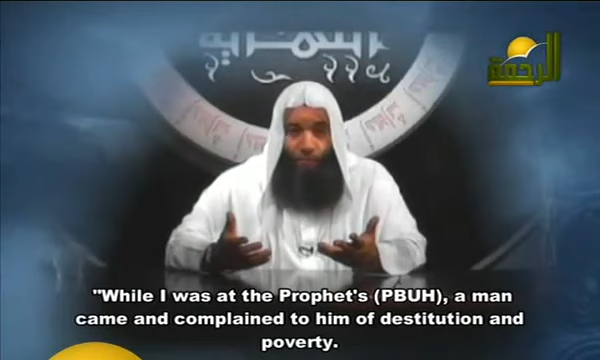 الرحمة
"While I was at the Prophet's (PBUH), a man
came and complained to him of destitution and
poverty.